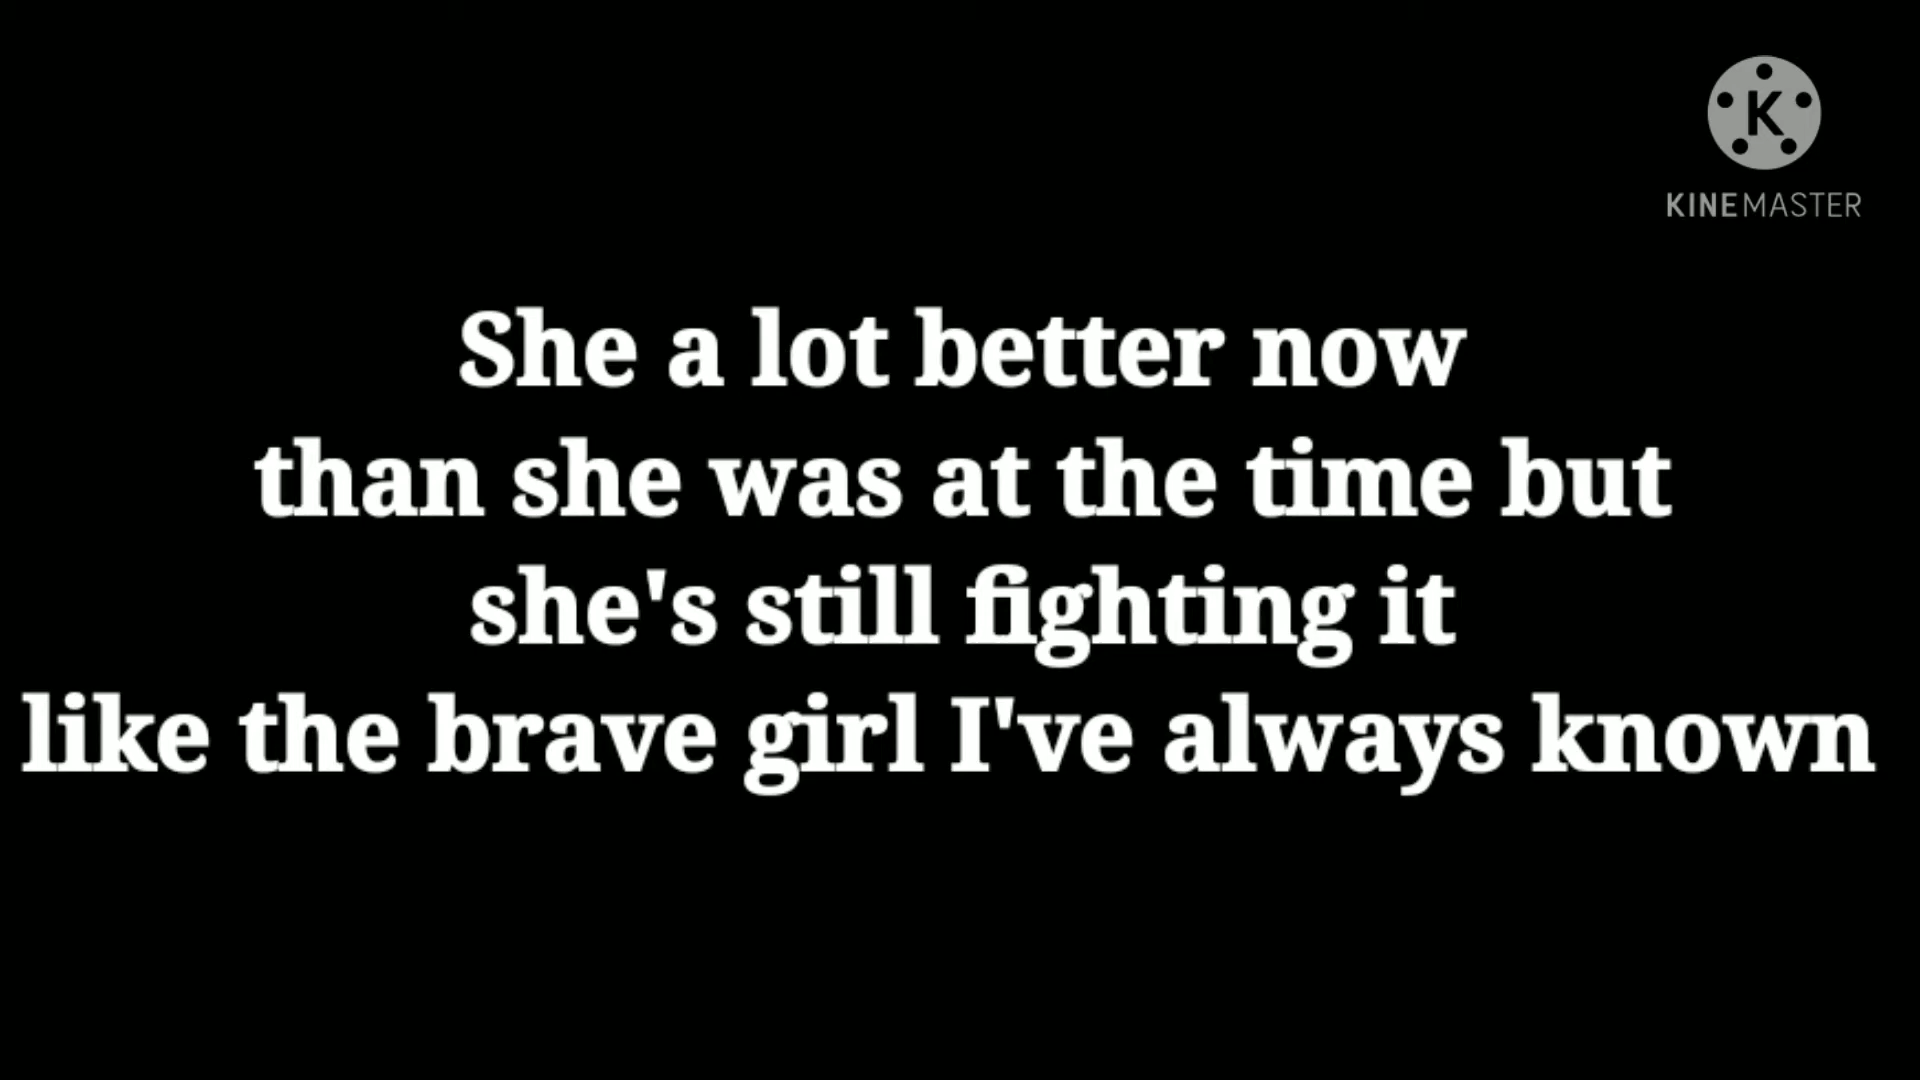 K
KINEMASTER
She a lot better now
than she was at the time but
she's still fighting it
like the brave girl I've always known